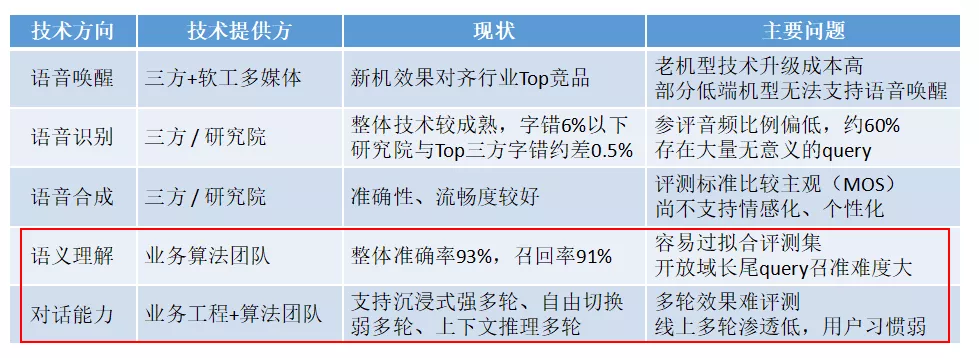 技术方向 技术提供方 现状 主要问题
语音唤醒 三方+软工多媒体 新机效果对齐行业Top竞品 老机型技术升级成本高
部分低端机型无法支持语音唤醒
语音识别 三方 / 研究院 整体技术较成熟，字错6%以下 参评音频比例偏低，约60%
研究院与Top三方字错约差0.5% 存在大量无意义的query
语音合成 三方 / 研究院 准确性、流畅度较好 评测标准比较主观（MOS）
尚不支持情感化、个性化
语义理解 业务算法团队 整体准确率93%，召回率91% 容易过拟合评测集
开放域长尾query召准难度大
对话能力 业务工程+算法团队 支持沉浸式强多轮、自由切换 多轮效果难评测
弱多轮、上下文推理多轮 线上多轮渗透低，用户习惯弱